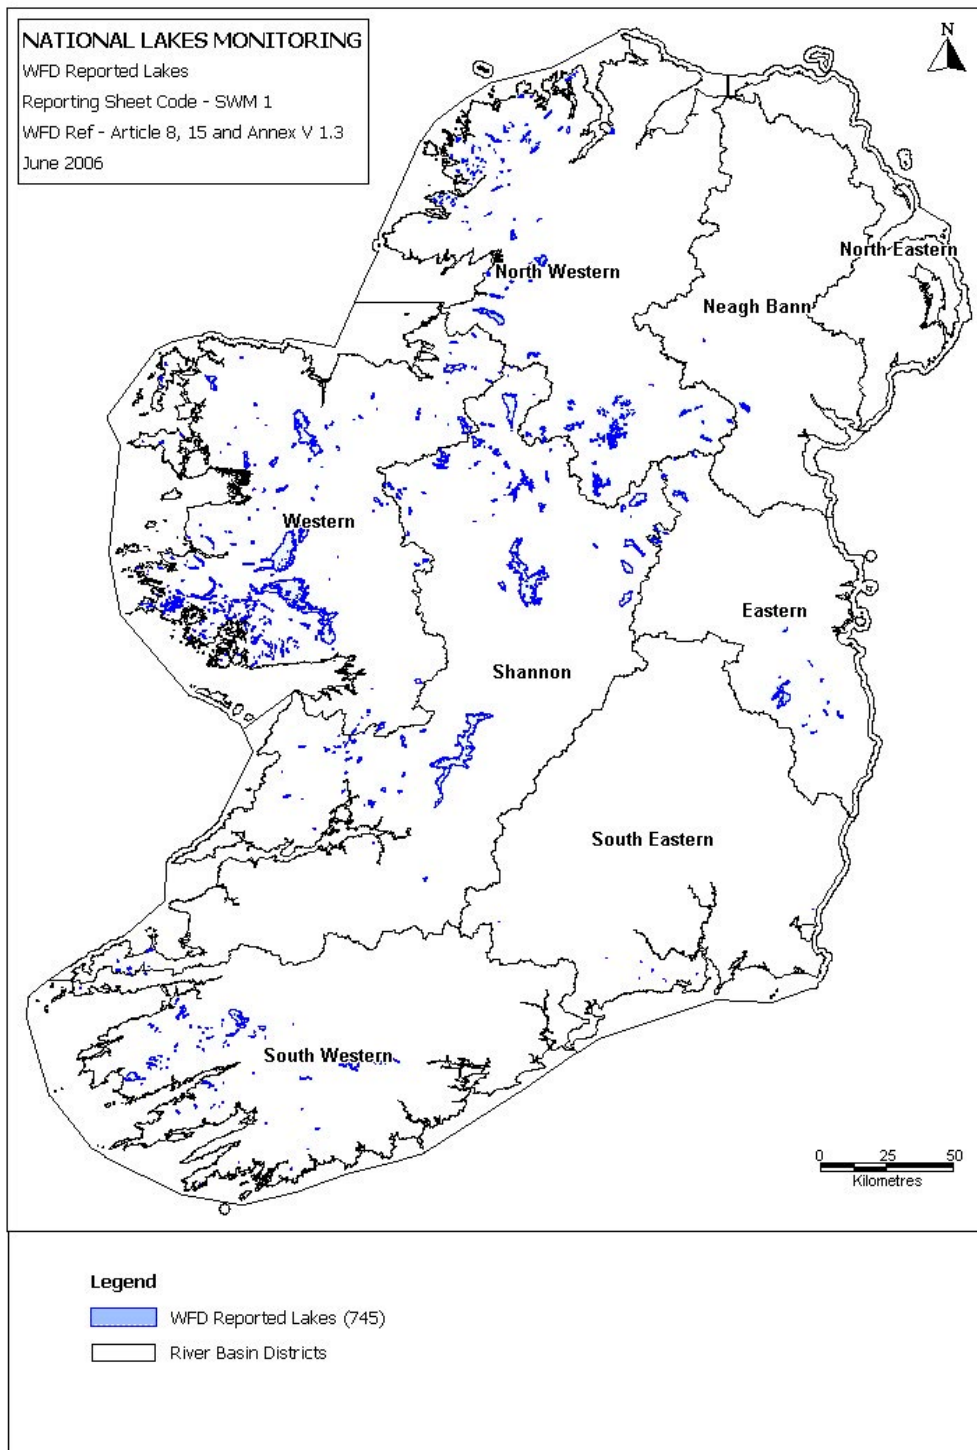 NATIONAL LAKES MONITORING
WFD Reported Lakes
Reporting Sheet Code - SWM 1
WFD Ref - Article 8, 15 and Annex V 1.3
June 2006
N
North Eastern
North Western
Neagh Bann
Western
Eastern
Shannon
South Eastern
South Western
0 25 50
Kilometres
Legend
WFD Reported Lakes (745)
River Basin Districts